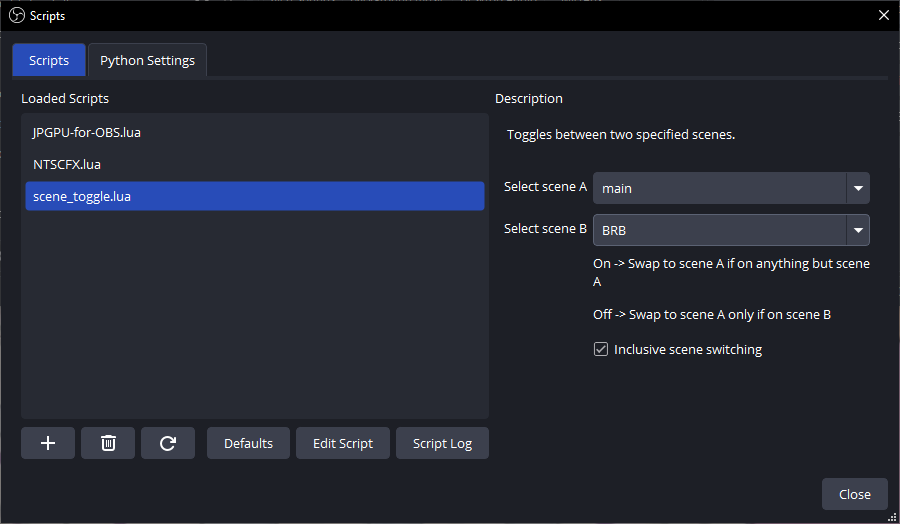 Scripts
Scripts
Python Settings
Loaded Scripts
JPGPU-for-OBS.lua
NTSCFX.lua
scene_toggle.lua
Defaults
Edit Script
Script Log
Description
Toggles between two specified scenes.
Select scene A
main
Select scene B
BRB
On -> Swap to scene A if on anything but scene
A
Off -> Swap to scene A only if on scene B
Inclusive scene switching
Close